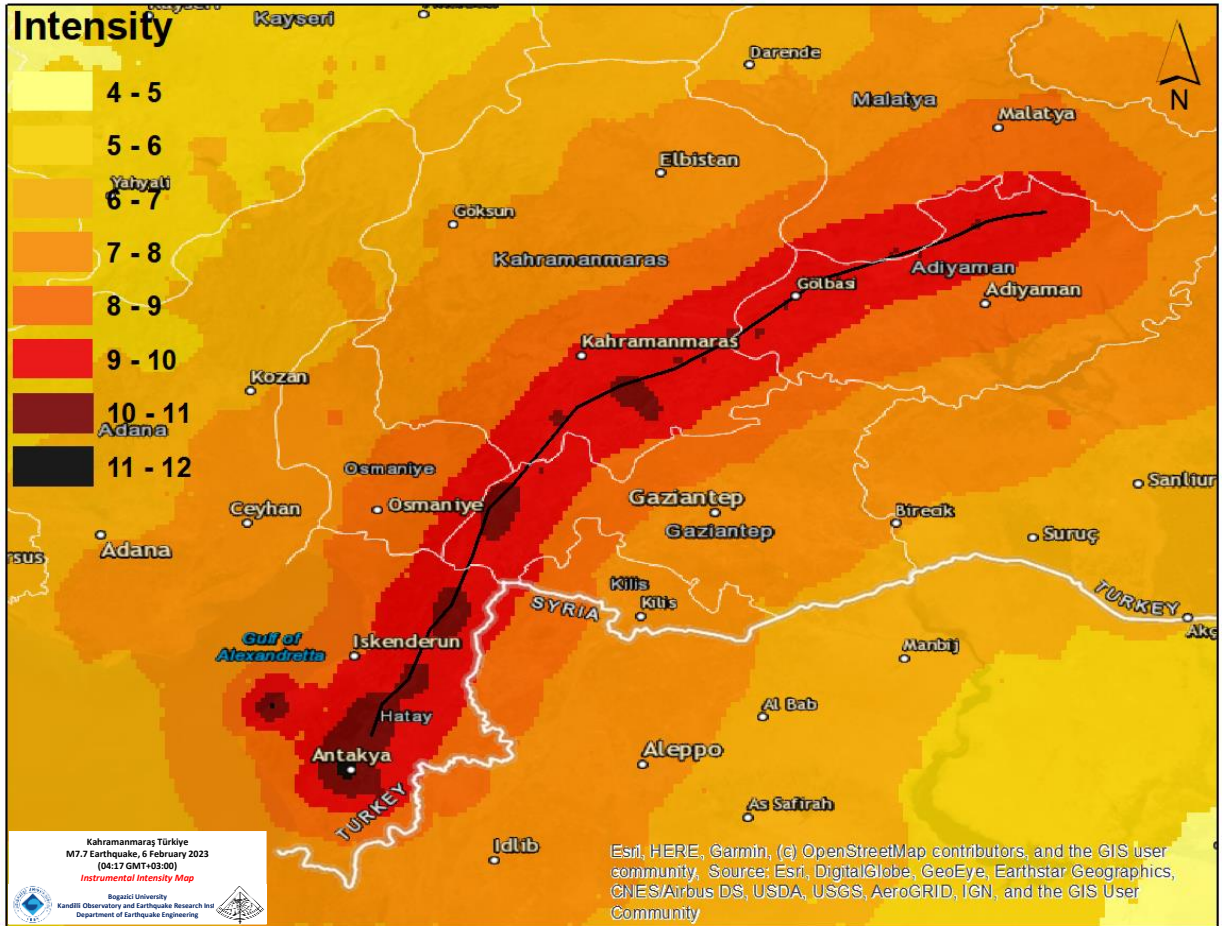 Intensity
4 - 5
5 - 6
6 - 7
7 - 8
8 - 9
9 - 10
10 - 11
11 - 12
Kayseri
Kayseri
Darende
Malatya
Malatya
N
Elbistan
Yahyali
Göksun
Kahramanmaras
Adiyaman
Gölbasi
Adiyaman
Kahramanmaras
Kozan
Adana
Osmaniye
Osmaniye
Ceyhan
Adana
rsus
Gaziantep
Gaziantep
Sanliur
Birecik
Suruç
Kilis
Kilis
SYRIA
TURKEY
Akç
Gulf of
Alexandretta
Iskenderun
Manbij
Hatay
Al Bab
Antakya
Aleppo
TURKEY
As Safirah
Idlib
Kahramanmaraş Türkiye
M7.7 Earthquake, 6 February 2023
(04:17 GMT+03:00)
Instrumental Intensity Map
Bogazici University
Kandilli Observatory and Earthquake Research Insi
Department of Earthquake Engineering
Esri, HERE, Garmin, (c) OpenStreetMap contributors, and the GIS user
community, Source: Esri, DigitalGlobe, GeoEye, Earthstar Geographics,
CNES/Airbus DS, USDA, USGS, AeroGRID, IGN, and the GIS User
Community